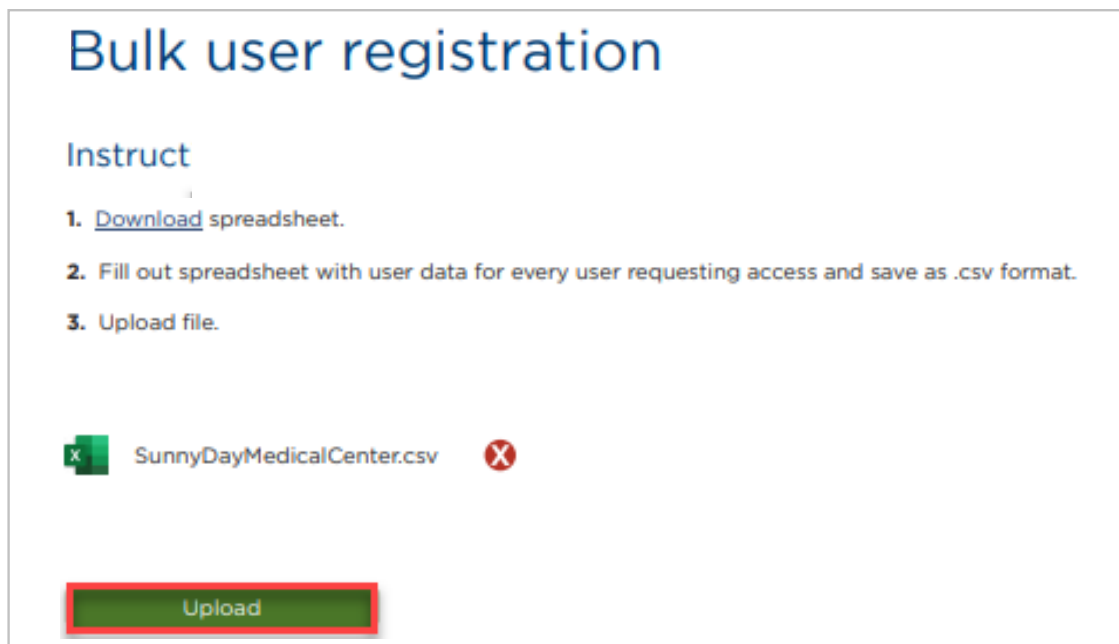 Bulk user registration
Instruct
1. Download spreadsheet.
2. Fill out spreadsheet with user data for every user requesting access and save as .csv format.
3. Upload file.
X SunnyDayMedicalCenter.csv X
Upload